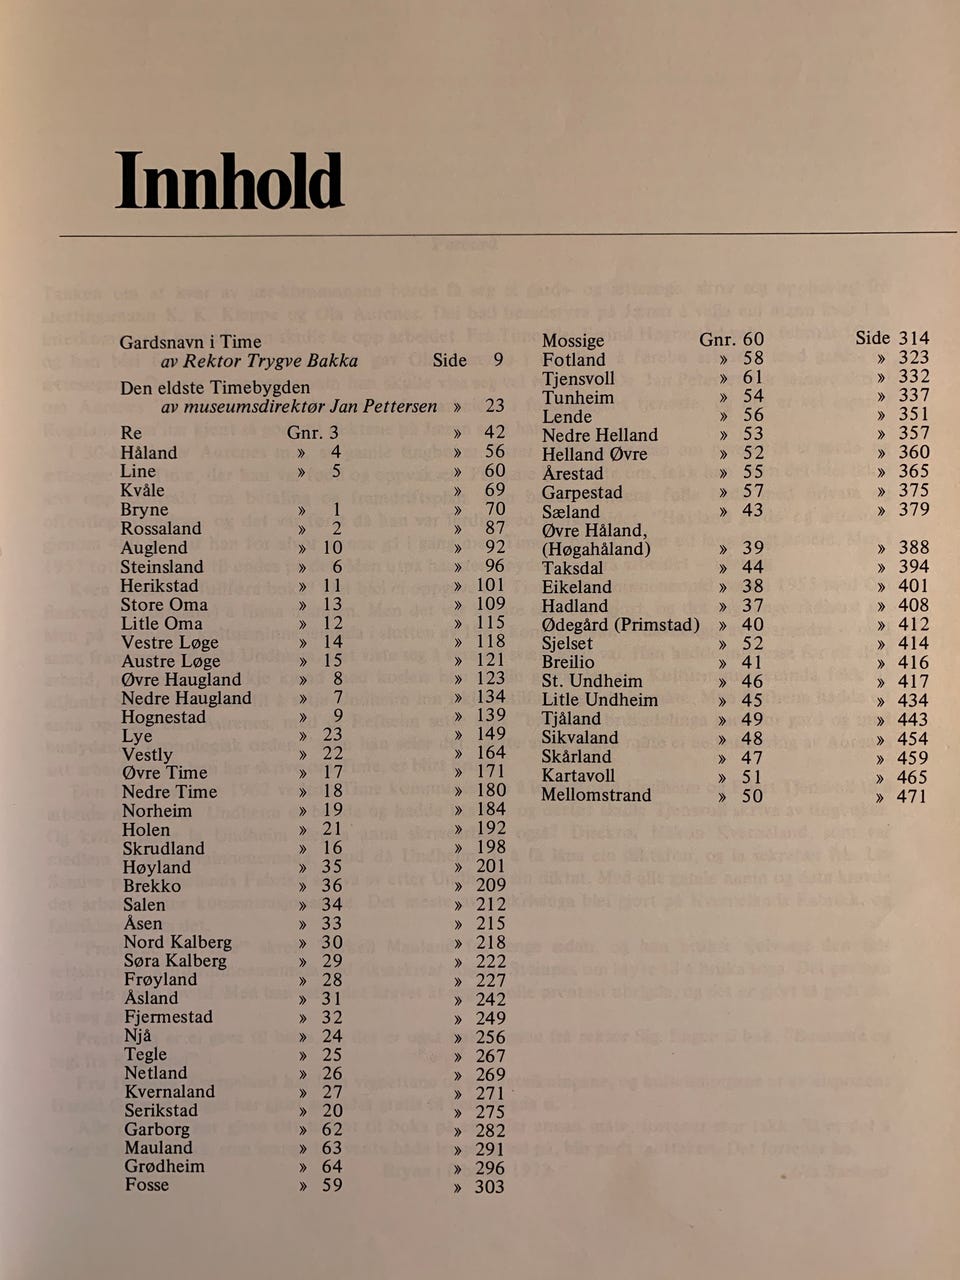 Innhold
Gardsnavn i Time
av Rektor Trygve Bakka Side 9
Den eldste Timebygden
av museumsdirektør Jan Pettersen » 23
Re Gnr. 3 » 42
Håland » 4 » 56
Line » 5 » 60
Kvåle » 69
Bryne » 1 » 70
Rossaland » 2 » 87
Auglend » 10 » 92
Steinsland » 6 » 96
Herikstad » 11 » 101
Store Oma » 13 » 109
Litle Oma » 12 » 115
Vestre Løge » 14 » 118
Austre Løge » 15 » 121
Øvre Haugland » 8 » 123
Nedre Haugland » 7 » 134
Hognestad » 9 » 139
Lye » 23 » 149
Vestly » 22 » 164
Øvre Time » 17 » 171
Nedre Time » 18 » 180
Norheim » 19 » 184
Holen » 21 » 192
Skrudland » 16 » 198
Høyland » 35 » 201
Brekko » 36 » 209
Salen » 34 » 212
Åsen » 33 » 215
Nord Kalberg » 30 » 218
Søra Kalberg » 29 » 222
Frøyland » 28 » 227
Åsland » 31 » 242
Fjermestad » 32 » 249
Njå » 24 » 256
Tegle » 25 » 267
Netland » 26 » 269
Kvernaland » 27 » 271
Serikstad » 20 » 275
Garborg » 62 » 282
Mauland » 63 » 291
Grødheim » 64 » 296
Fosse » 59 » 303
Mossige Gnr. 60 Side 314
Fotland » 58 » 323
Tjensvoll » 61 » 332
Tunheim » 54 » 337
Lende » 56 » 351
Nedre Helland » 53 » 357
Helland Øvre » 52 » 360
Årestad » 55 » 365
Garpestad » 57 » 375
Sæland » 43 » 379
Øvre Håland,
(Høgahåland) » 39 » 388
Taksdal » 44 » 394
Eikeland » 38 » 401
Hadland » 37 » 408
Ødegård (Primstad) » 40 » 412
Sjelset » 52 » 414
Breilio » 41 » 416
St. Undheim » 46 » 417
Litle Undheim » 45 » 434
Tjåland » 49 » 443
Sikvaland » 48 » 454
Skårland » 47 » 459
Kartavoll » 51 » 465
Mellomstrand » 50 » 471